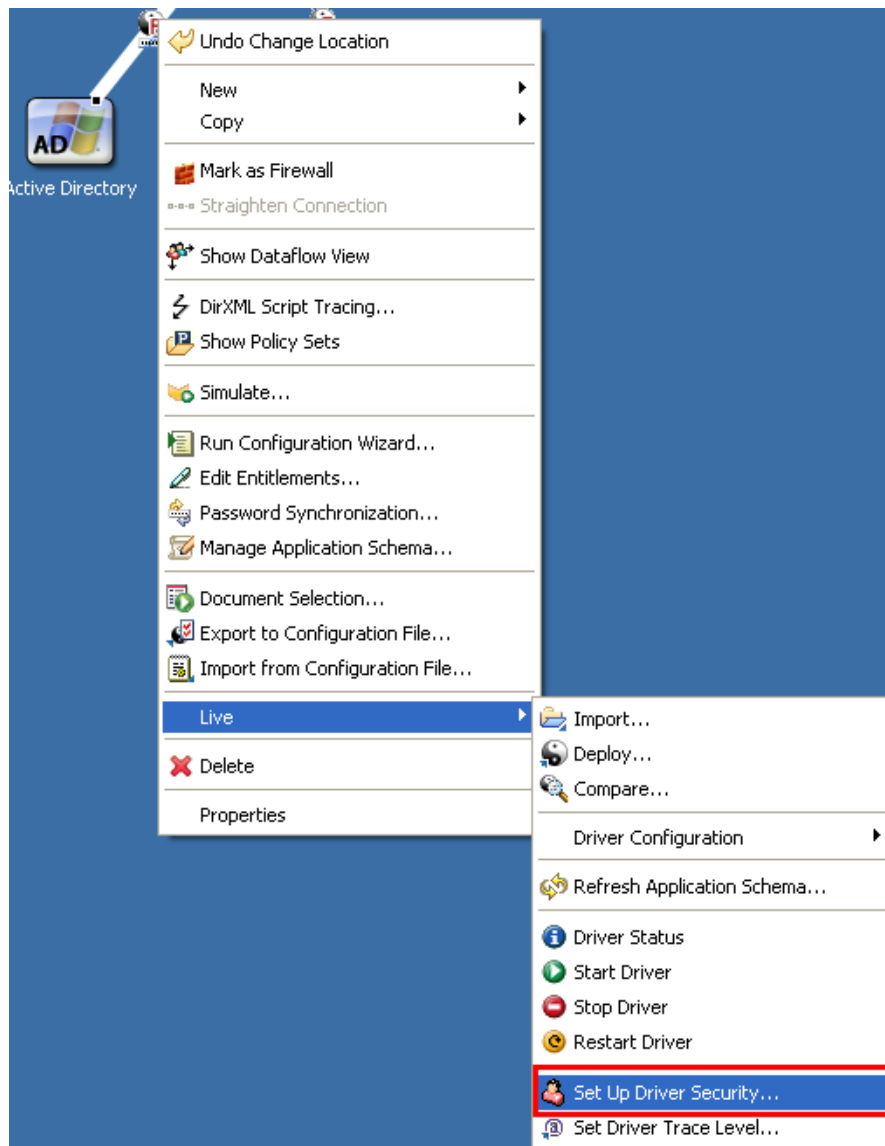 Undo Change Location
New
Copy
AD
Active Directory
Mark as Firewall
Straighten Connection
Show Dataflow View
DirXML Script Tracing...
Show Policy Sets
Simulate...
Run Configuration Wizard...
Edit Entitlements...
Password Synchronization...
Manage Application Schema...
Document Selection...
Export to Configuration File...
Import from Configuration File...
Live
Delete
Properties
Import...
Deploy...
Compare...
Driver Configuration
Refresh Application Schema...
Driver Status
Start Driver
Stop Driver
Restart Driver
Set Up Driver Security...
Set Driver Trace Level...